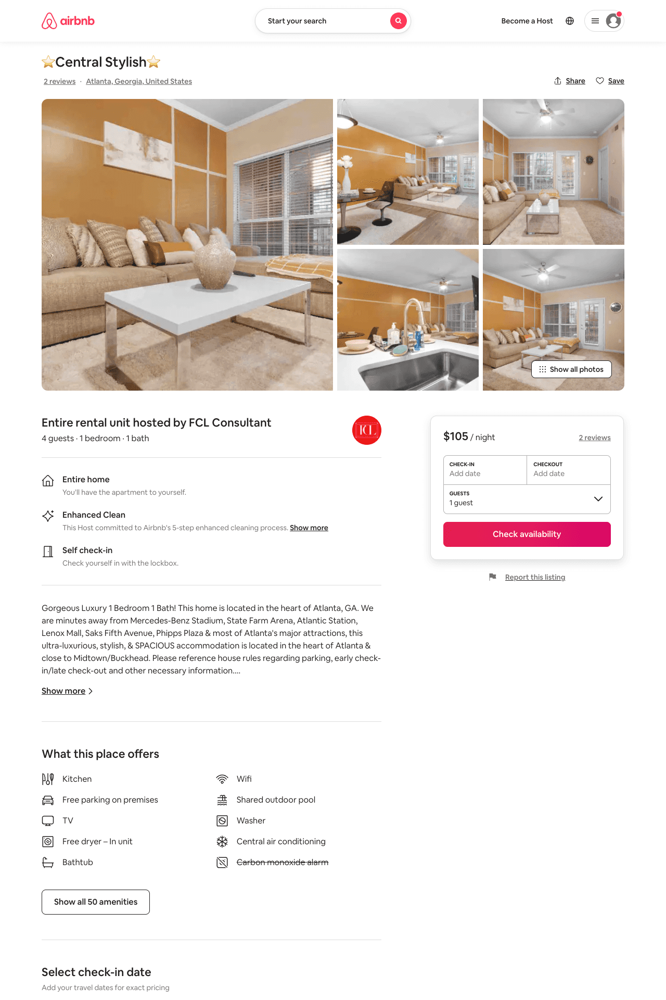 airbnb
Start your search
Become a Host
⭐Central Stylish⭐
2 reviews · Atlanta, Georgia, United States
Share
Save
Show all photos
Entire rental unit hosted by FCL Consultant
4 guests · 1 bedroom · 1 bath
FCL
Entire home
You'll have the apartment to yourself.
Enhanced Clean
This Host committed to Airbnb's 5-step enhanced cleaning process. Show more
Self check-in
Check yourself in with the lockbox.
$105 / night
2 reviews
CHECK-IN
Add date
CHECKOUT
Add date
GUESTS
1 guest
Check availability
Report this listing
Gorgeous Luxury 1 Bedroom 1 Bath! This home is located in the heart of Atlanta, GA. We
are minutes away from Mercedes-Benz Stadium, State Farm Arena, Atlantic Station,
Lenox Mall, Saks Fifth Avenue, Phipps Plaza & most of Atlanta's major attractions, this
ultra-luxurious, stylish, & SPACIOUS accommodation is located in the heart of Atlanta &
close to Midtown/Buckhead. Please reference house rules regarding parking, early check-
in/late check-out and other necessary information....
Show more
What this place offers
Kitchen
Wifi
Free parking on premises
Shared outdoor pool
TV
Washer
Free dryer – In unit
Central air conditioning
Bathtub
Carbon monoxide alarm
Show all 50 amenities
Select check-in date
Add your travel dates for exact pricing